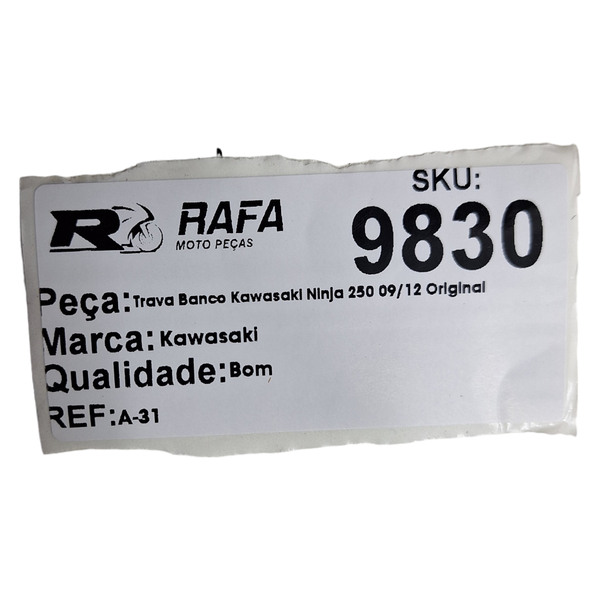 SKU:
R RAFA
MOTO PEÇAS
9830
Peça:Trava Banco Kawasaki Ninja 250 09/12 Original
Marca:Kawasaki
Qualidade:Bom
REF:A-31